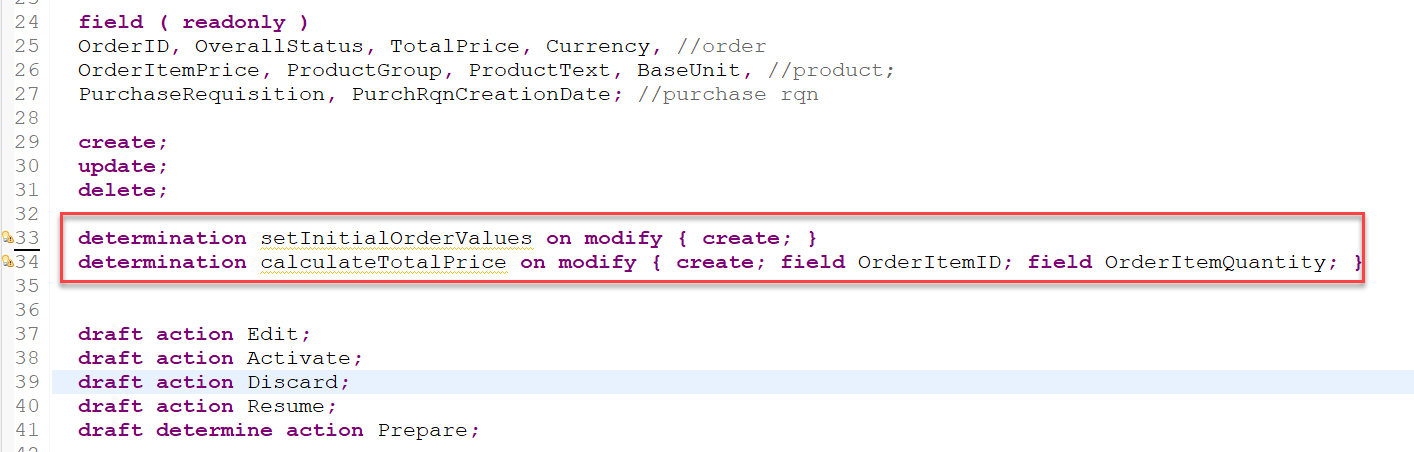 24 field ( readonly )
25 OrderID, OverallStatus, TotalPrice, Currency, //order
26 OrderItemPrice, ProductGroup, ProductText, BaseUnit, //product;
27 PurchaseRequisition, PurchRqnCreationDate; //purchase rqn
28
29 create;
30 update;
31 delete;
32
33 determination setInitialOrderValues on modify { create; }
34 determination calculateTotalPrice on modify { create; field OrderItemID; field OrderItemQuantity; }
35
36
37 draft action Edit;
38 draft action Activate;
39 draft action Discard;
40 draft action Resume;
41 draft determine action Prepare;